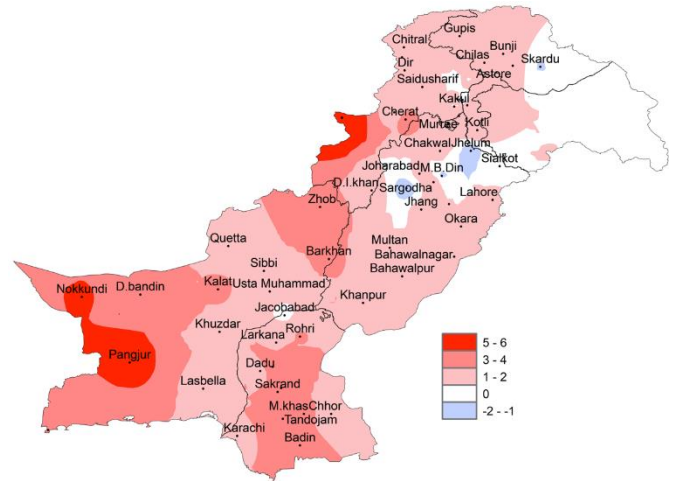 Gupis
Chitral
Bunji
Chilas
Skardu
Dir
Astore
Saidusharif
Kakul
Cherat
Murree
Kotli
Chakwal
Jhelum
Sialkot
Joharabad
M.B.Din
D.I.khan
Sargodha
Lahore
Zhob
Jhang
Okara
Quetta
Multan
Barkhan
Bahawalnagar
Sibbi
Bahawalpur
Nokkundi
D.bandin
Kalat
Usta Muhammad
Khanpur
Jacobabad
Khuzdar
Larkana
Rohri
Pangjur
Dadu
Lasbella
Sakrand
M.khas
Chhor
Tandojam
Karachi
Badin
5 - 6
3 - 4
1 - 2
0
-2 - -1